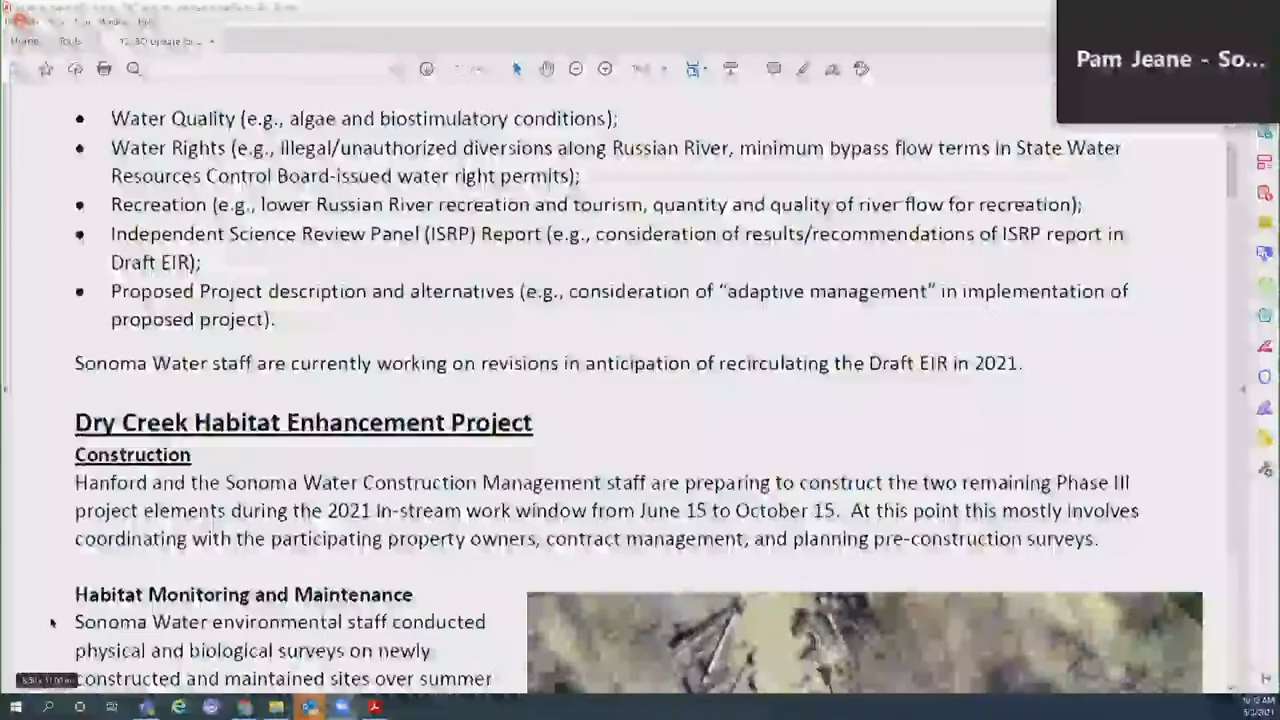 Pam Jeane - So...
• Water Quality (e.g., algae and biostimulatory conditions);
• Water Rights (e.g., illegal/unauthorized diversions along Russian River, minimum bypass flow terms in State Water
Resources Control Board-issued water right permits);
• Recreation (e.g., lower Russian River recreation and tourism, quantity and quality of river flow for recreation);
• Independent Science Review Panel (ISRP) Report (e.g., consideration of results/recommendations of ISRP report in
Draft EIR);
• Proposed Project description and alternatives (e.g., consideration of “adaptive management” in implementation of
proposed project).
Sonoma Water staff are currently working on revisions in anticipation of recirculating the Draft EIR in 2021.
Dry Creek Habitat Enhancement Project
Construction
Hanford and the Sonoma Water Construction Management staff are preparing to construct the two remaining Phase III
project elements during the 2021 in-stream work window from June 15 to October 15. At this point this mostly involves
coordinating with the participating property owners, contract management, and planning pre-construction surveys.
Habitat Monitoring and Maintenance
Sonoma Water environmental staff conducted
physical and biological surveys on newly
constructed and maintained sites over summer